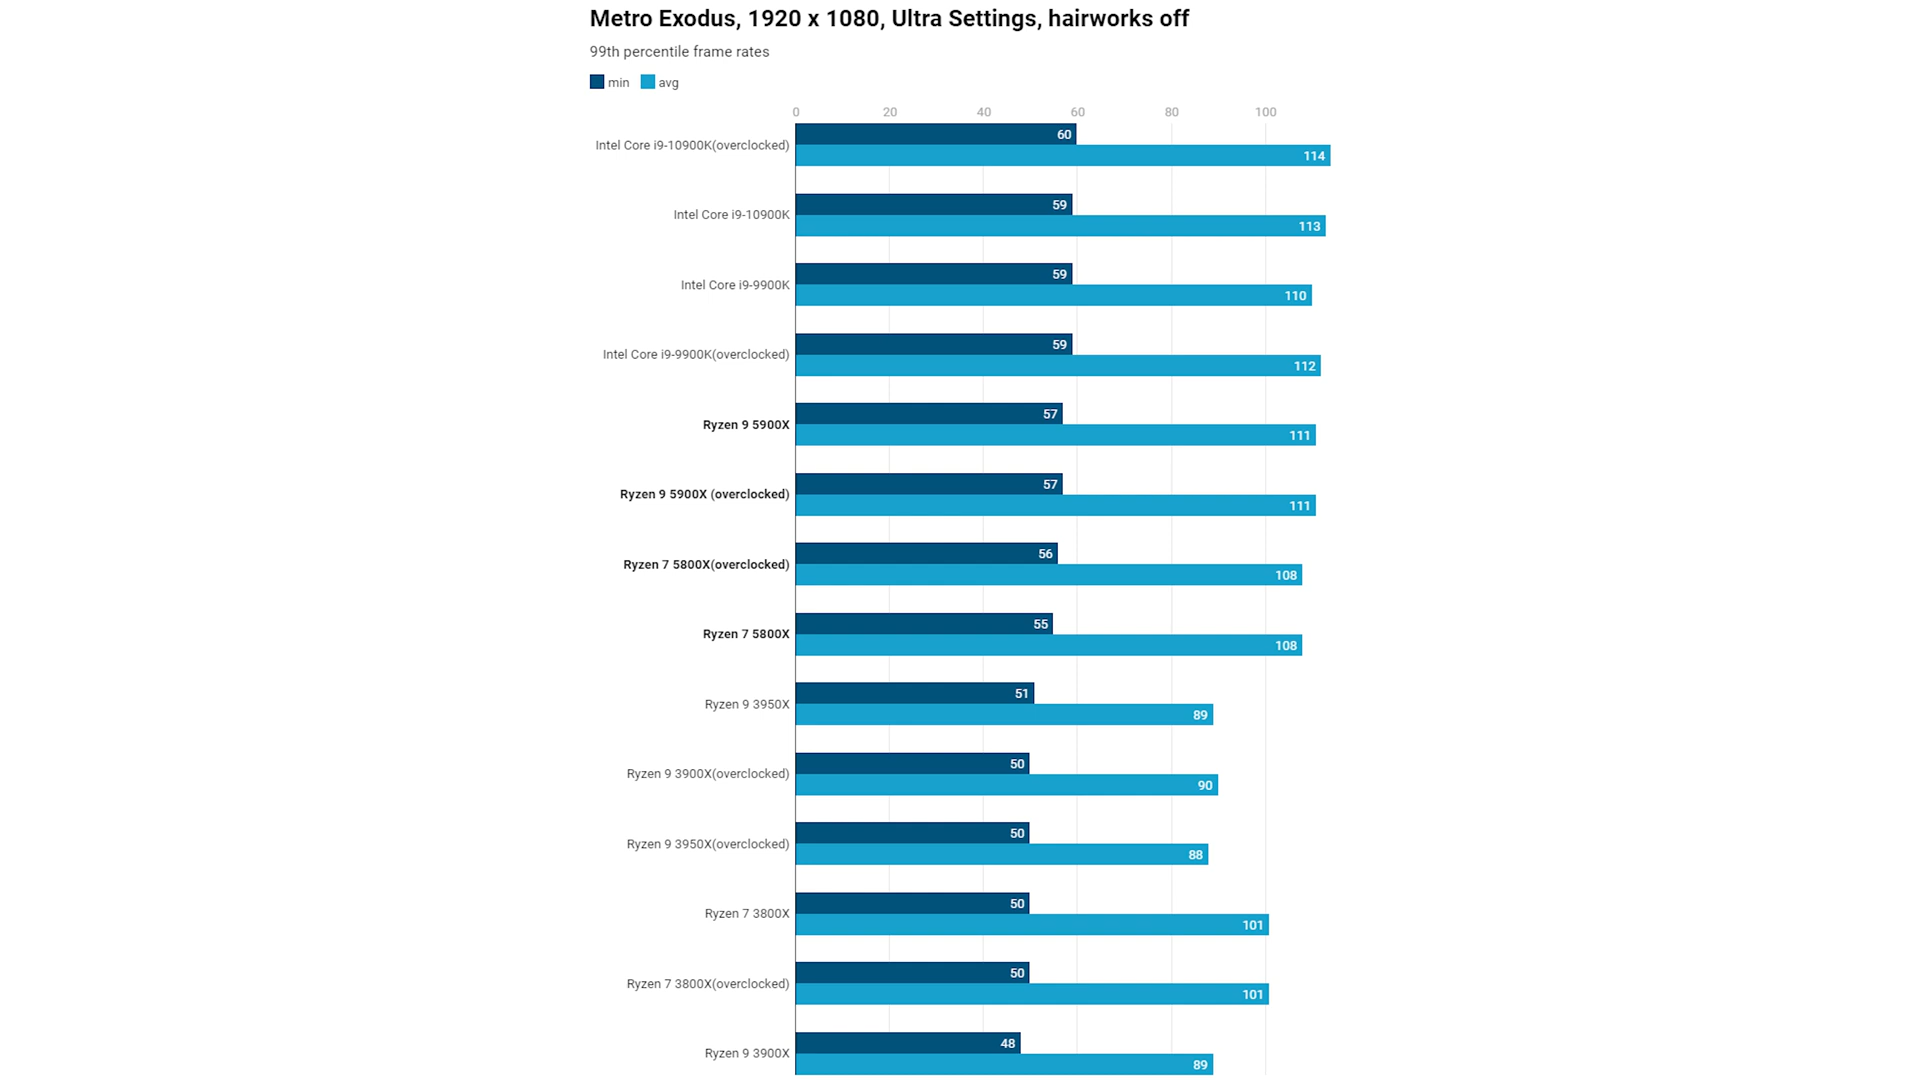 Metro Exodus, 1920 x 1080, Ultra Settings, hairworks off
99th percentile frame rates
min avg
0 20 40 60 80 100
Intel Core i9-10900K(overclocked) 60 114
Intel Core i9-10900K 59 113
Intel Core i9-9900K 59 110
Intel Core i9-9900K(overclocked) 59 112
Ryzen 9 5900X 57 111
Ryzen 9 5900X (overclocked) 57 111
Ryzen 7 5800X(overclocked) 56 108
Ryzen 7 5800X 55 108
Ryzen 9 3950X 51 89
Ryzen 9 3900X(overclocked) 50 90
Ryzen 9 3950X(overclocked) 50 88
Ryzen 7 3800X 50 101
Ryzen 7 3800X(overclocked) 50 101
Ryzen 9 3900X 48 89